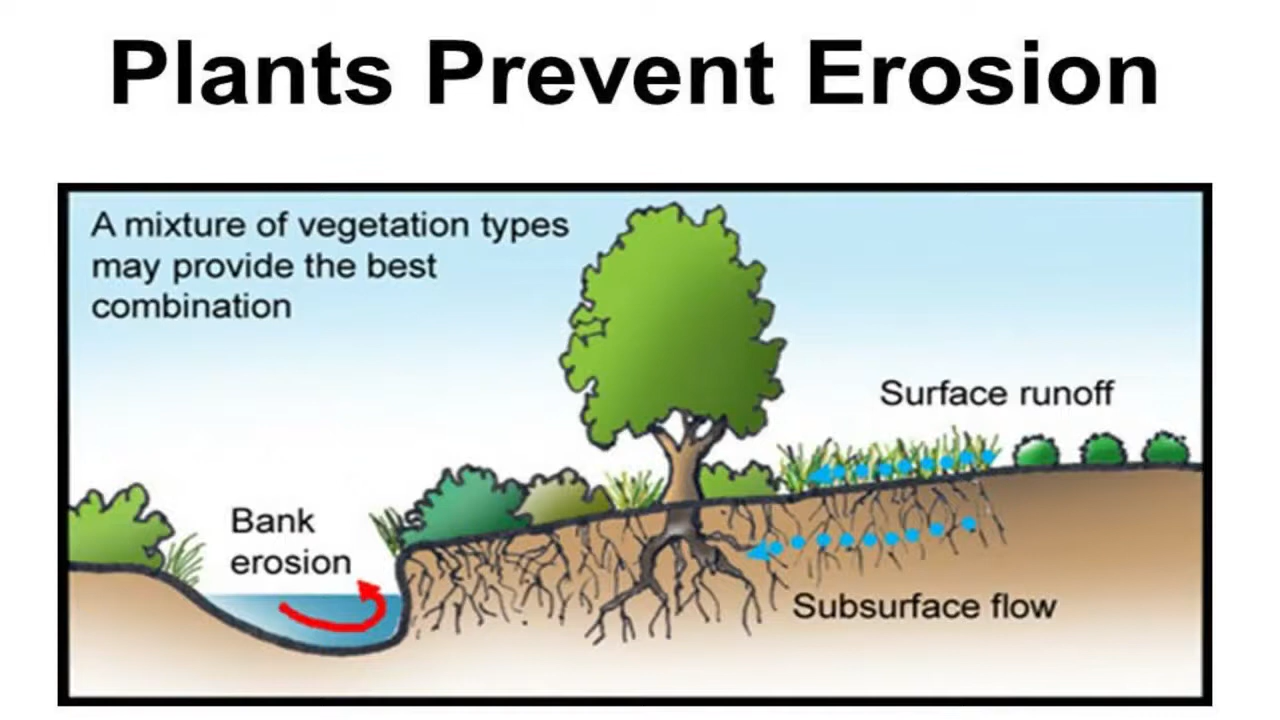 Plants Prevent Erosion
A mixture of vegetation types
may provide the best
combination
Surface runoff
Bank
erosion
Subsurface flow